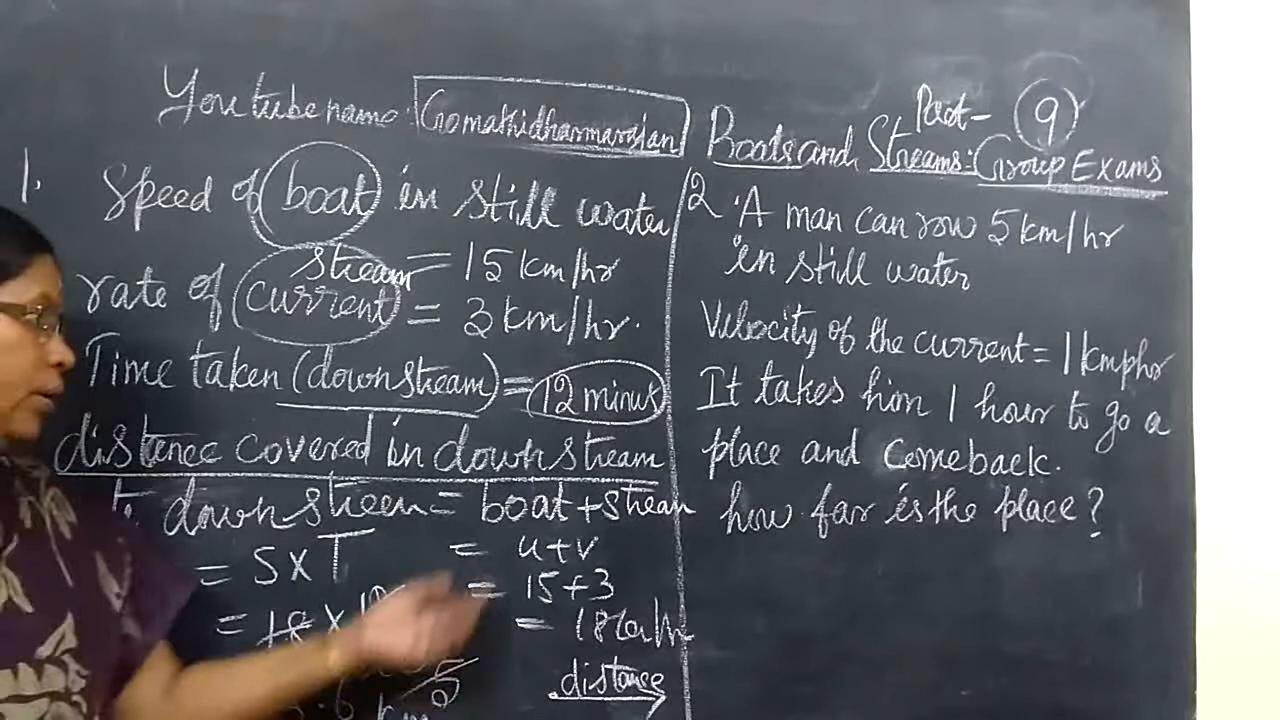 Youtube name: Gomathidharmarajan
Part- 9
Boats and Streams: Group Exams
1. Speed of boat in still water
= 15 km/hr
stream
rate of current = 3 km/hr.
Time taken (downstream) = 12 minus
distance covered in downstream
downstream = boat + stream
= S x T = u+v
= 15+3
= 18 x = 18 km/hr
distance
km
2. A man can row 5 km/hr
in still water
Velocity of the current = 1 kmphr
It takes him 1 hour to go a
place and Comeback.
how far is the place?